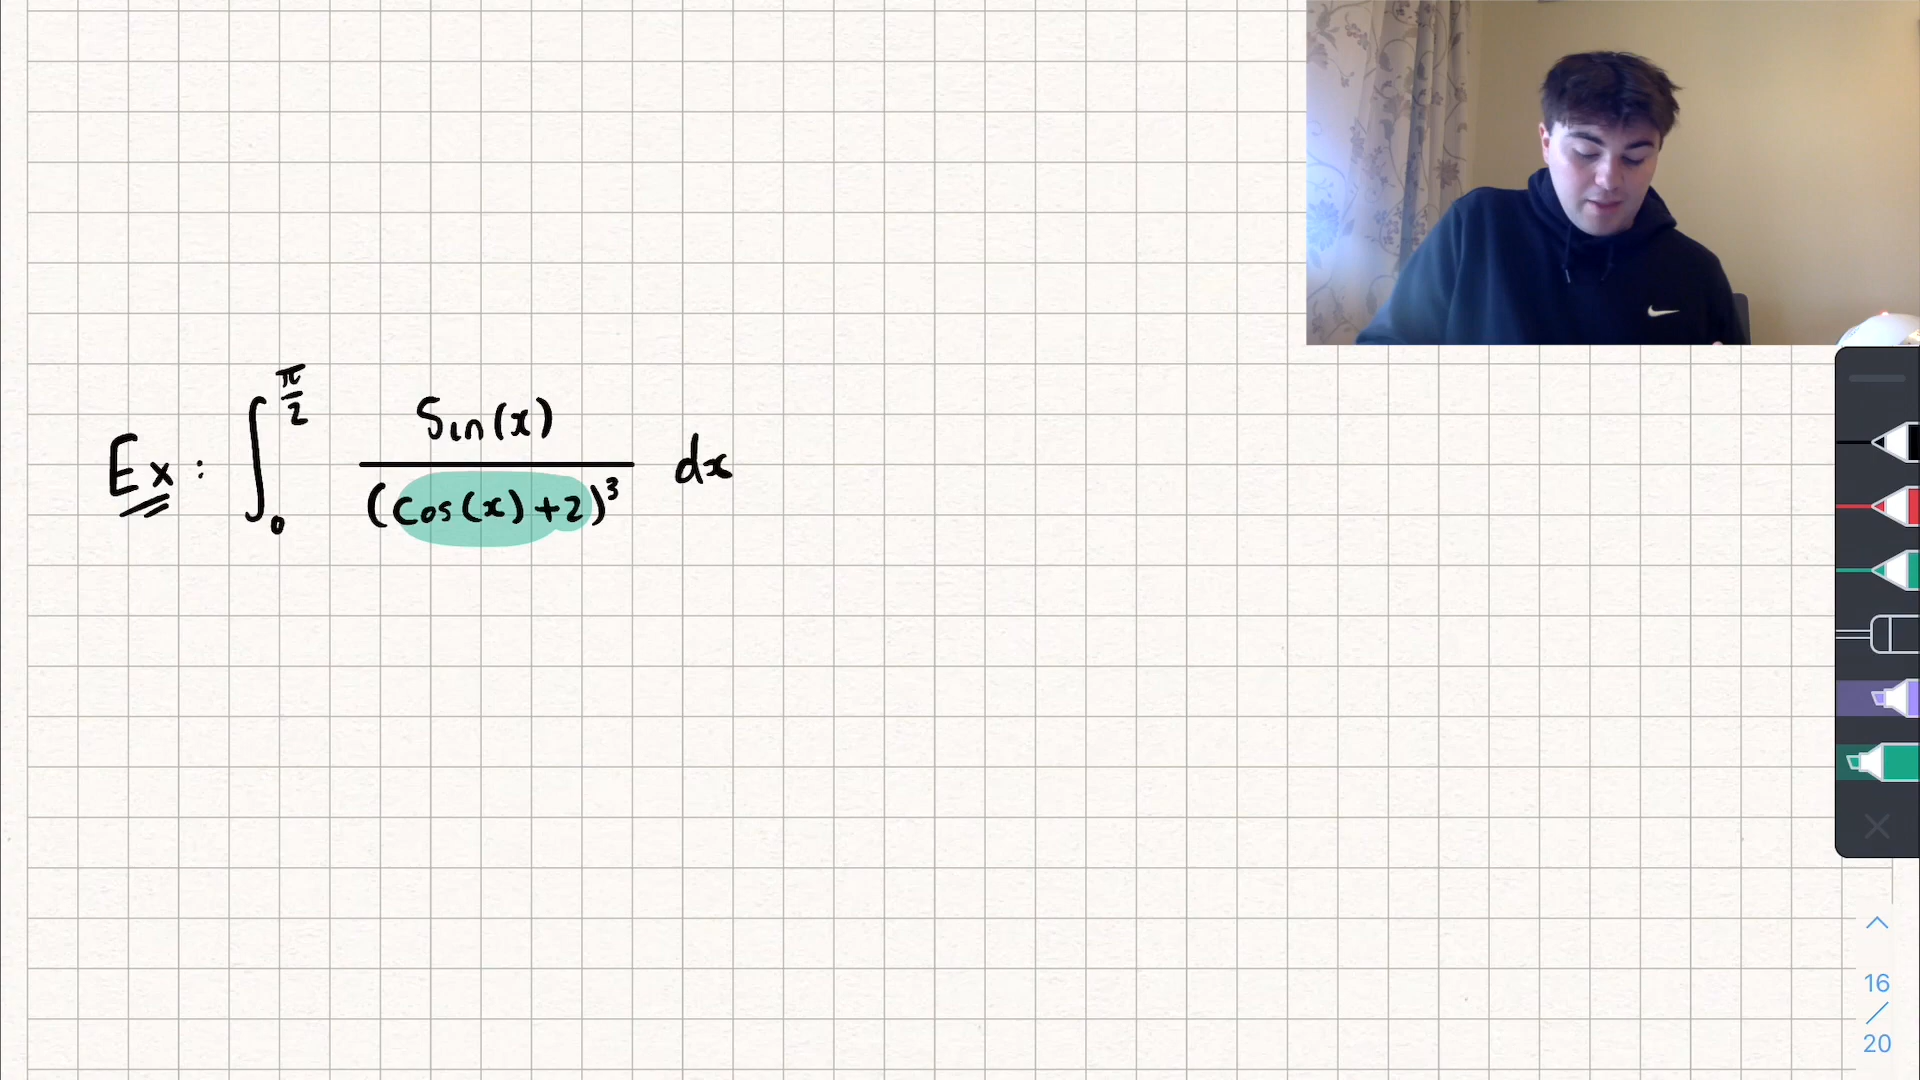 Ex : ∫₀^(π/2) Sin(x) / (cos(x)+2)³ dx
16
/
20